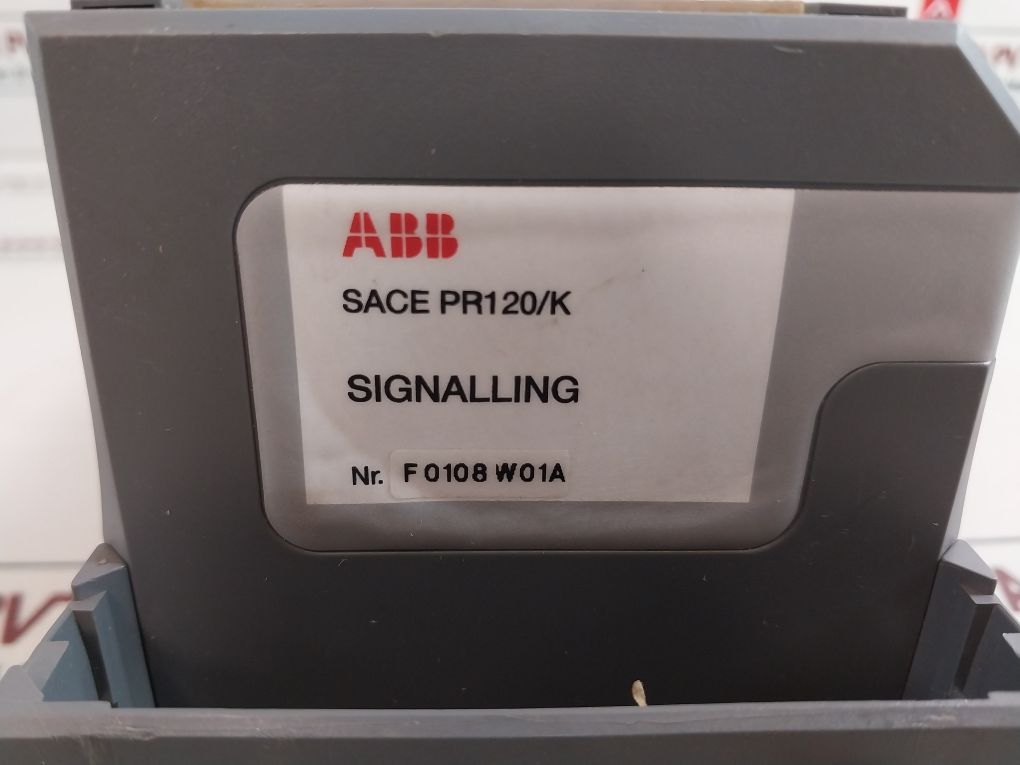 ABB
SACE PR120/K
SIGNALLING
Nr. F0108W01A